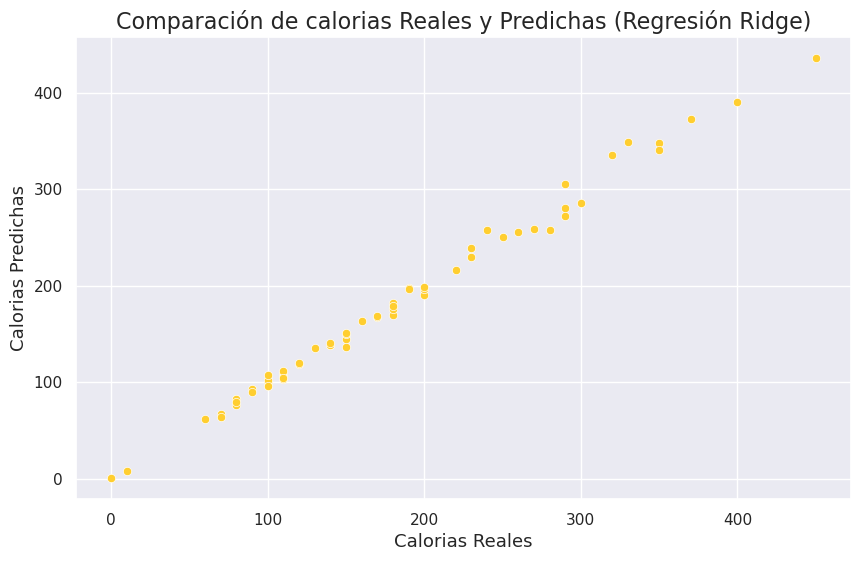 Comparación de calorias Reales y Predichas (Regresión Ridge)
Calorias Predichas
400
300
200
100
0
0 100 200 300 400
Calorias Reales